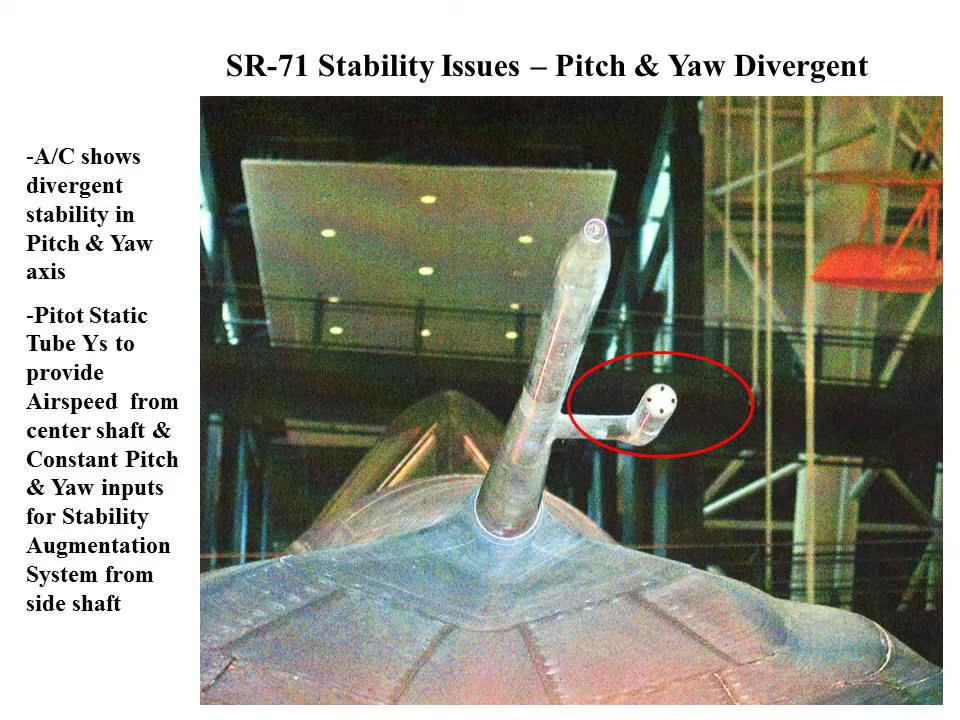 SR-71 Stability Issues – Pitch & Yaw Divergent
-A/C shows
divergent
stability in
Pitch & Yaw
axis
-Pitot Static
Tube Ys to
provide
Airspeed from
center shaft &
Constant Pitch
& Yaw inputs
for Stability
Augmentation
System from
side shaft